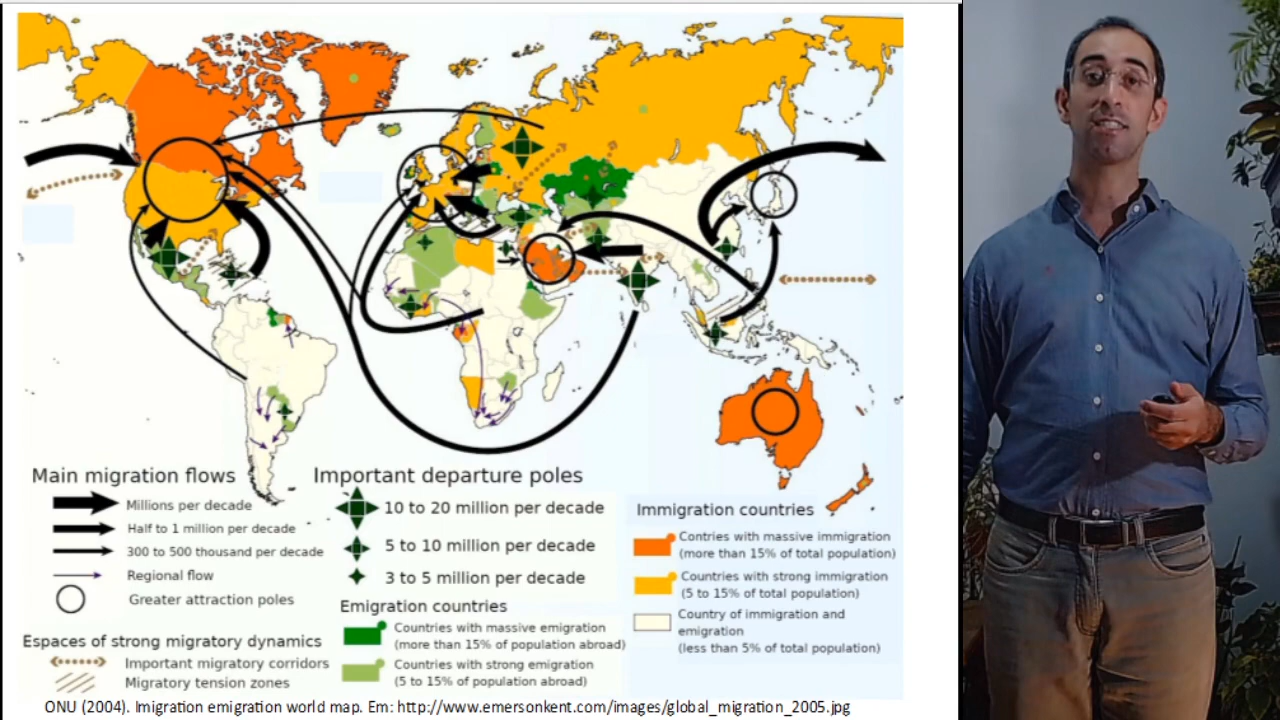 Main migration flows
Millions per decade
Half to 1 million per decade
300 to 500 thousand per decade
Regional flow
Greater attraction poles
Espaces of strong migratory dynamics
Important migratory corridors
Migratory tension zones
Important departure poles
10 to 20 million per decade
5 to 10 million per decade
3 to 5 million per decade
Emigration countries
Countries with massive emigration
(more than 15% of population abroad)
Countries with strong emigration
(5 to 15% of population abroad)
Immigration countries
Contries with massive immigration
(more than 15% of total population)
Countries with strong immigration
(5 to 15% of total population)
Country of immigration and
emigration
(less than 5% of total population)
ONU (2004). Imigration emigration world map. Em: http://www.emersonkent.com/images/global_migration_2005.jpg